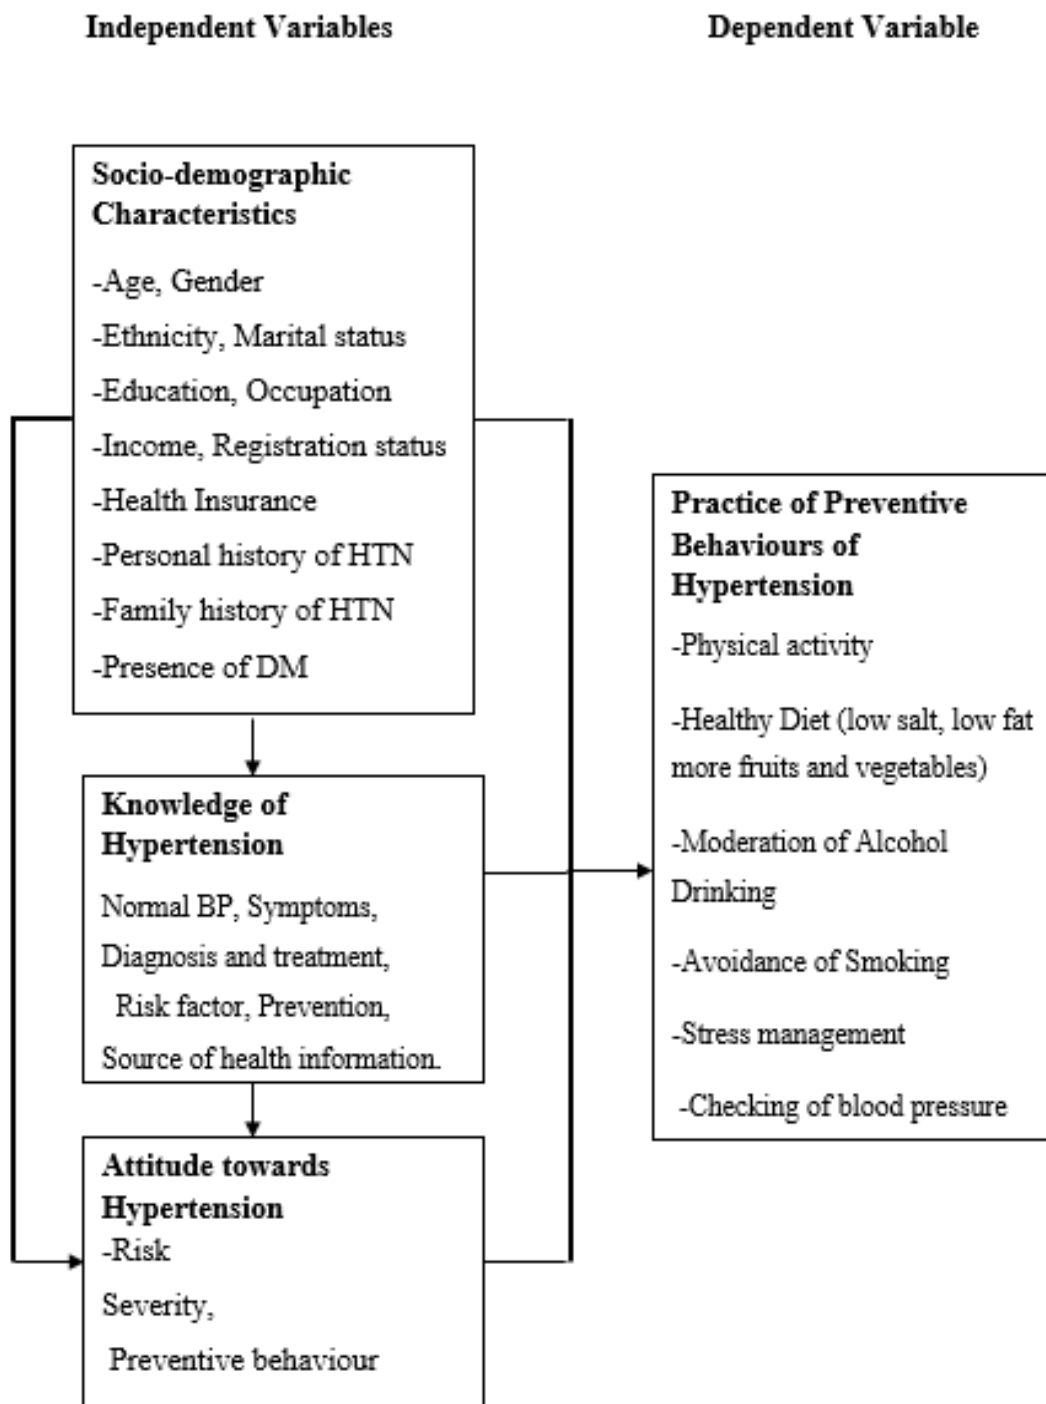 Independent Variables
Dependent Variable
Socio-demographic
Characteristics
-Age, Gender
-Ethnicity, Marital status
-Education, Occupation
-Income, Registration status
-Health Insurance
-Personal history of HTN
-Family history of HTN
-Presence of DM
Knowledge of
Hypertension
Normal BP, Symptoms,
Diagnosis and treatment,
Risk factor, Prevention,
Source of health information.
Attitude towards
Hypertension
-Risk
Severity,
Preventive behaviour
Practice of Preventive
Behaviours of
Hypertension
-Physical activity
-Healthy Diet (low salt, low fat
more fruits and vegetables)
-Moderation of Alcohol
Drinking
-Avoidance of Smoking
-Stress management
-Checking of blood pressure